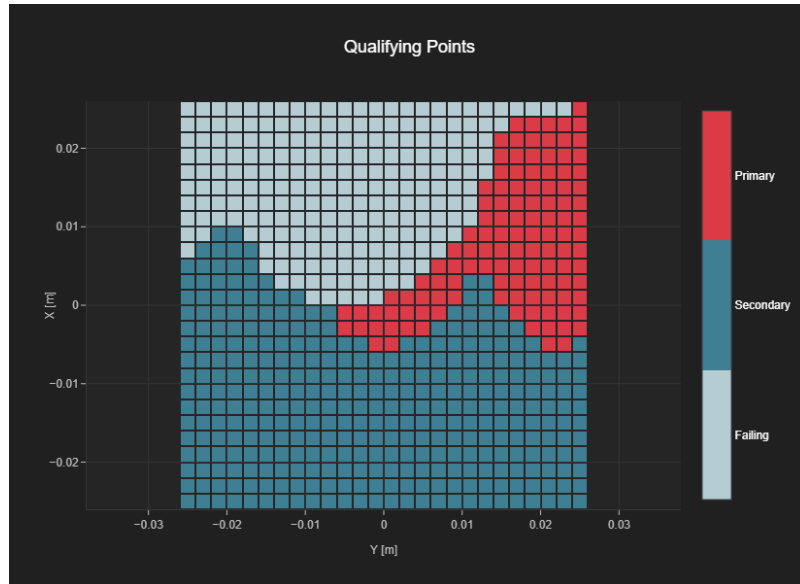 Qualifying Points
Primary
Secondary
Failing
0.02
0.01
0
−0.01
−0.02
X [m]
−0.03
−0.02
−0.01
0
0.01
0.02
0.03
Y [m]